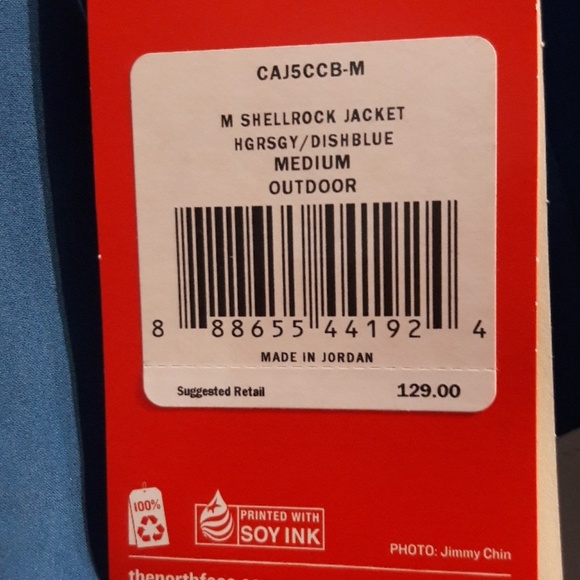 CAJ5CCB-M
M SHELLROCK JACKET
HGRSGY/DISHBLUE
MEDIUM
OUTDOOR
8 88655 44192 4
MADE IN JORDAN
Suggested Retail 129.00
100%
PRINTED WITH
SOY INK
PHOTO: Jimmy Chin